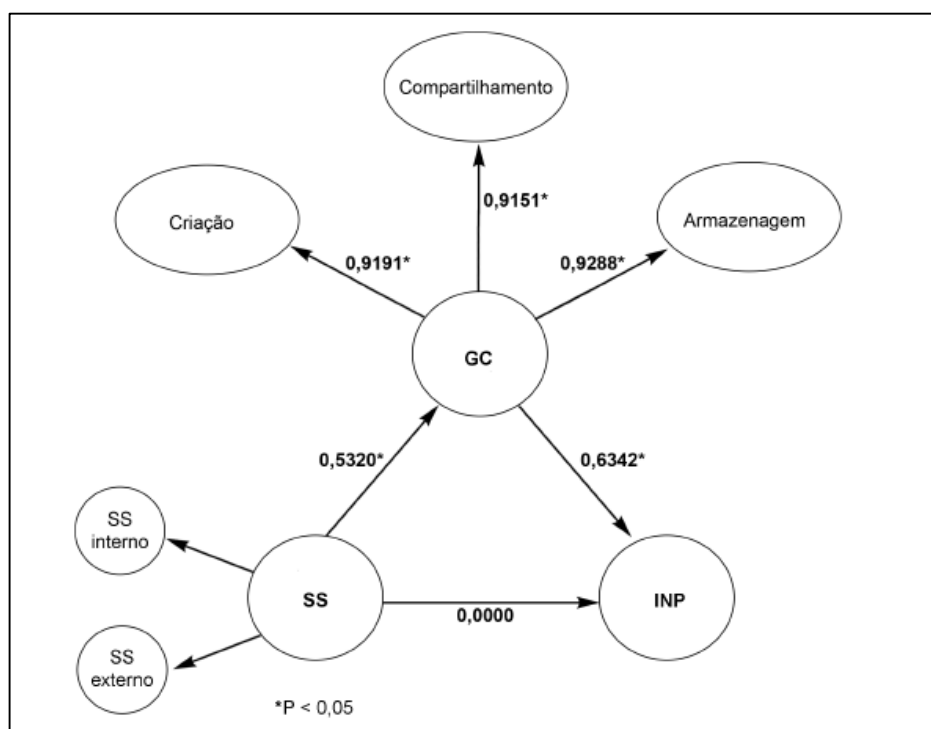 Compartilhamento
0,9151*
Criação
Armazenagem
0,9191*
0,9288*
GC
0,5320*
0,6342*
SS
interno
SS
INP
0,0000
SS
externo
*P < 0,05